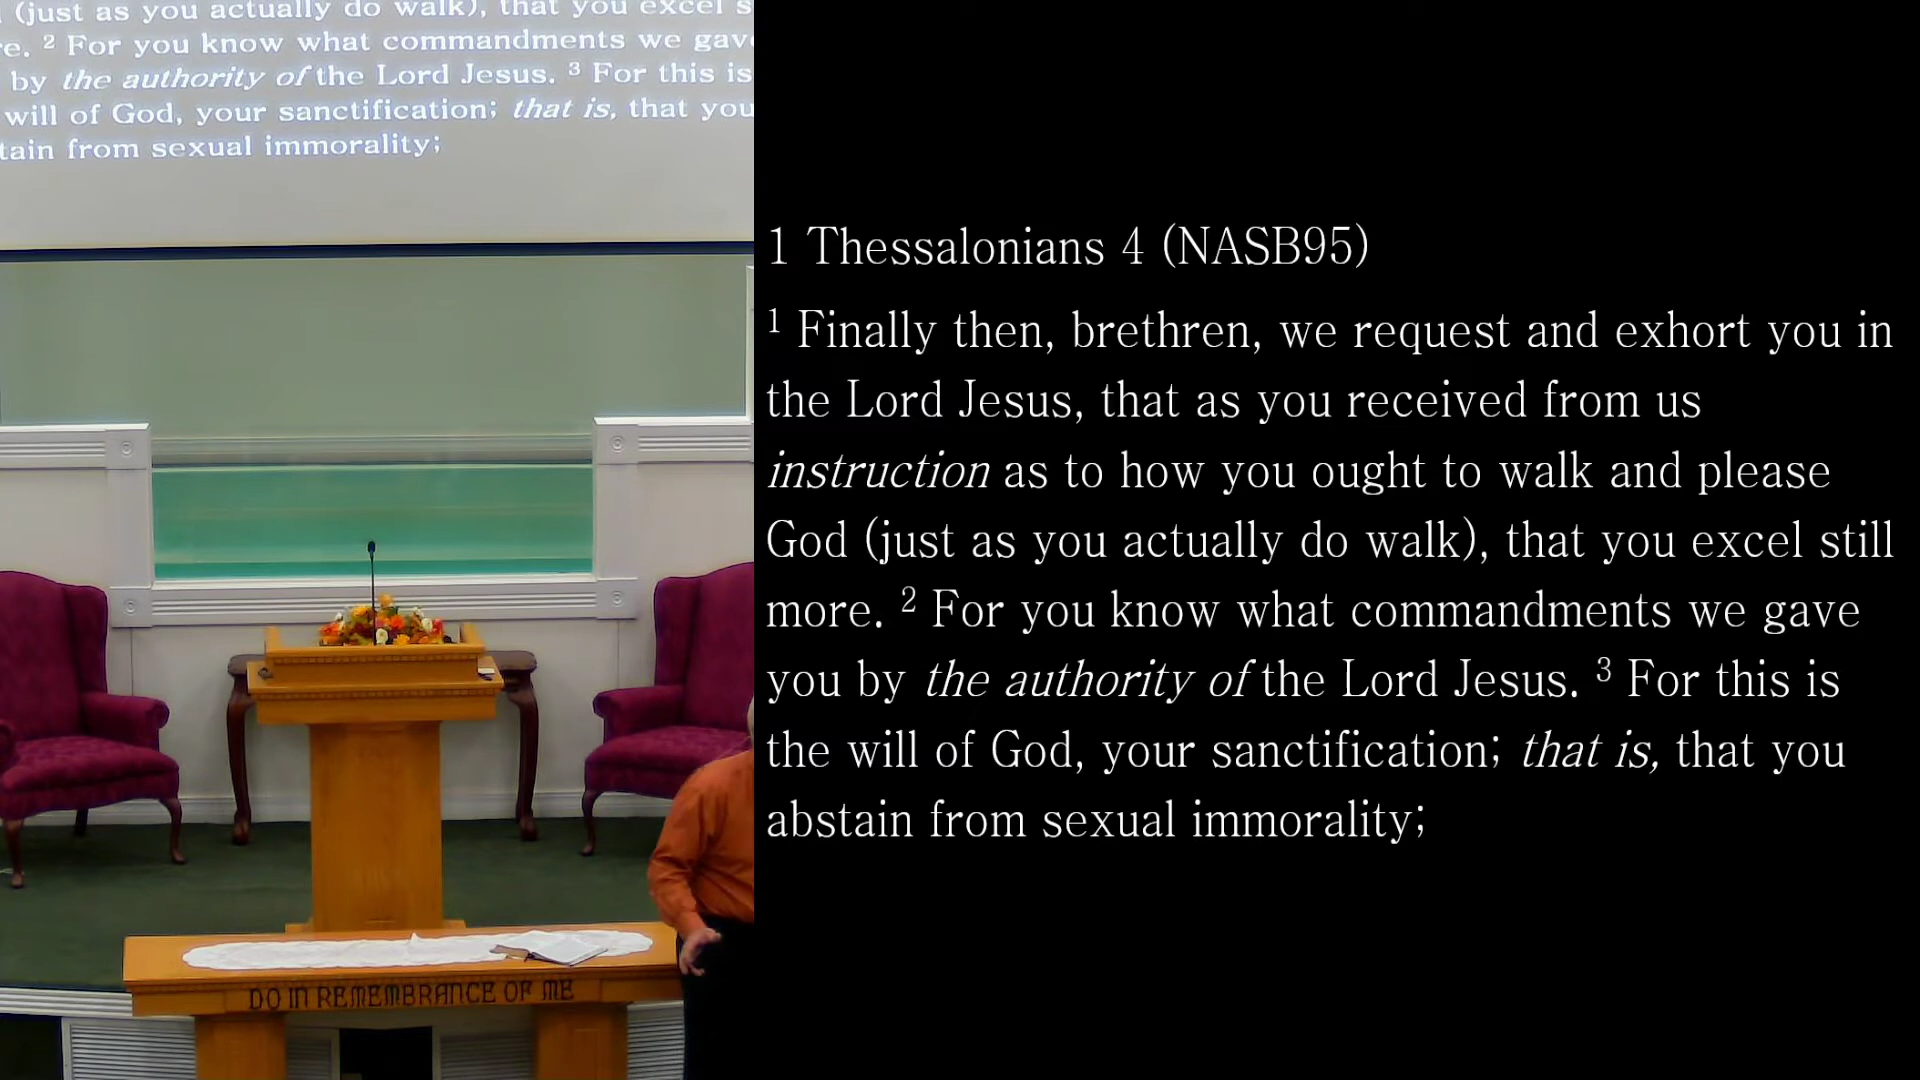 (just as you actually do walk), that you excel s
re. 2 For you know what commandments we gav
by the authority of the Lord Jesus. 3 For this is
will of God, your sanctification; that is, that you
tain from sexual immorality;
DO IN REMEMBRANCE OF ME
1 Thessalonians 4 (NASB95)
1 Finally then, brethren, we request and exhort you in
the Lord Jesus, that as you received from us
instruction as to how you ought to walk and please
God (just as you actually do walk), that you excel still
more. 2 For you know what commandments we gave
you by the authority of the Lord Jesus. 3 For this is
the will of God, your sanctification; that is, that you
abstain from sexual immorality;